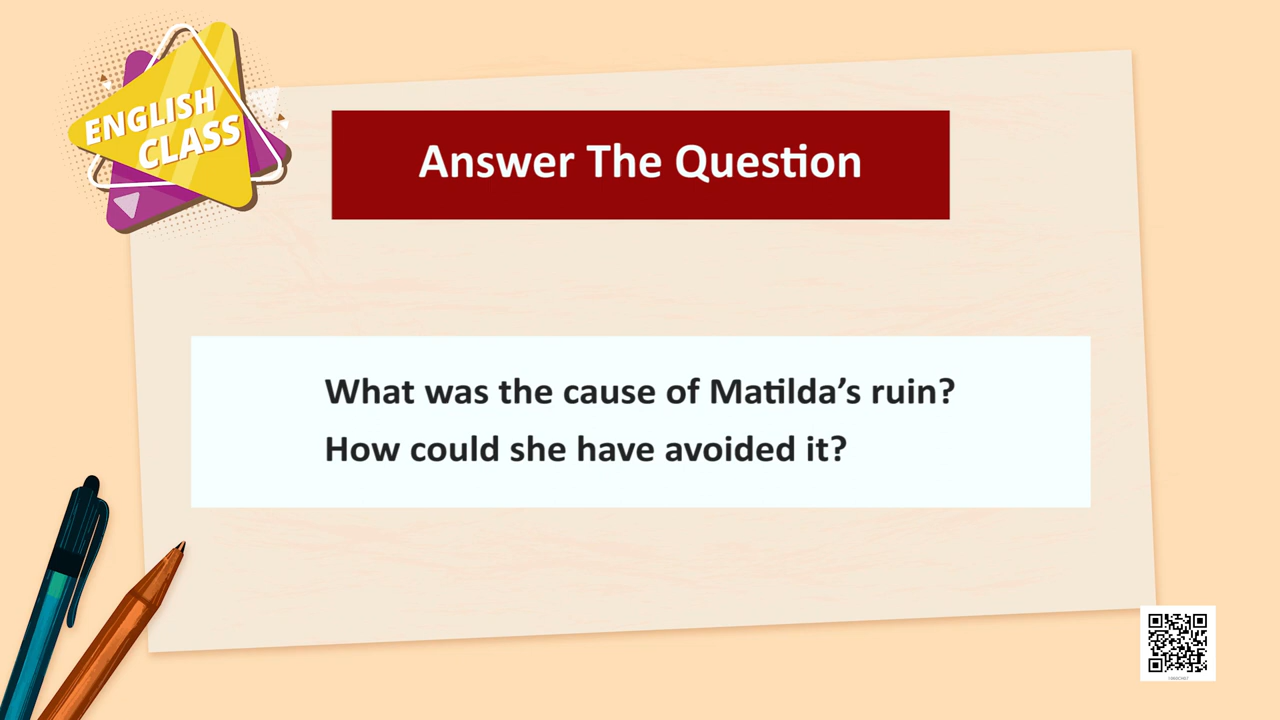 ENGLISH
CLASS
Answer The Question
What was the cause of Matilda’s ruin?
How could she have avoided it?